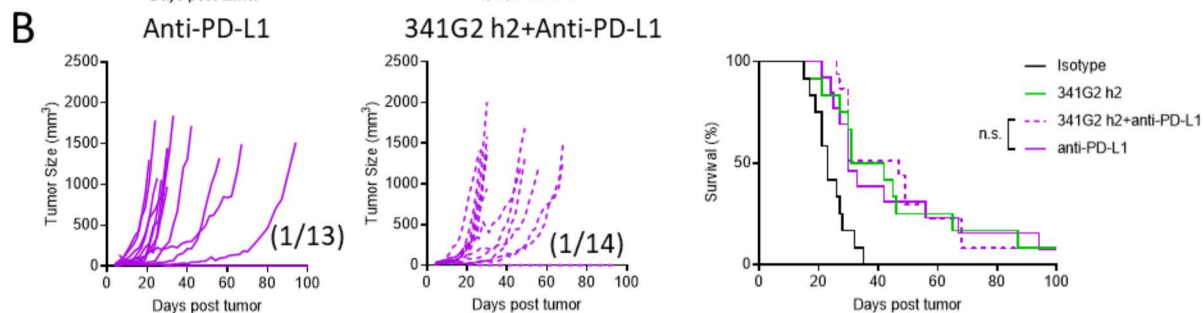 B
Days post tumor
Anti-PD-L1
341G2 h2+Anti-PD-L1
Tumor Size (mm³)
2500
2000
1500
1000
500
0
0 20 40 60 80 100
(1/13)
Days post tumor
Tumor Size (mm³)
2500
2000
1500
1000
500
0
0 20 40 60 80 100
(1/14)
Days post tumor
Survival (%)
100
50
0
0 20 40 60 80 100
Days post tumor
Isotype
341G2 h2
341G2 h2+anti-PD-L1
anti-PD-L1
n.s.